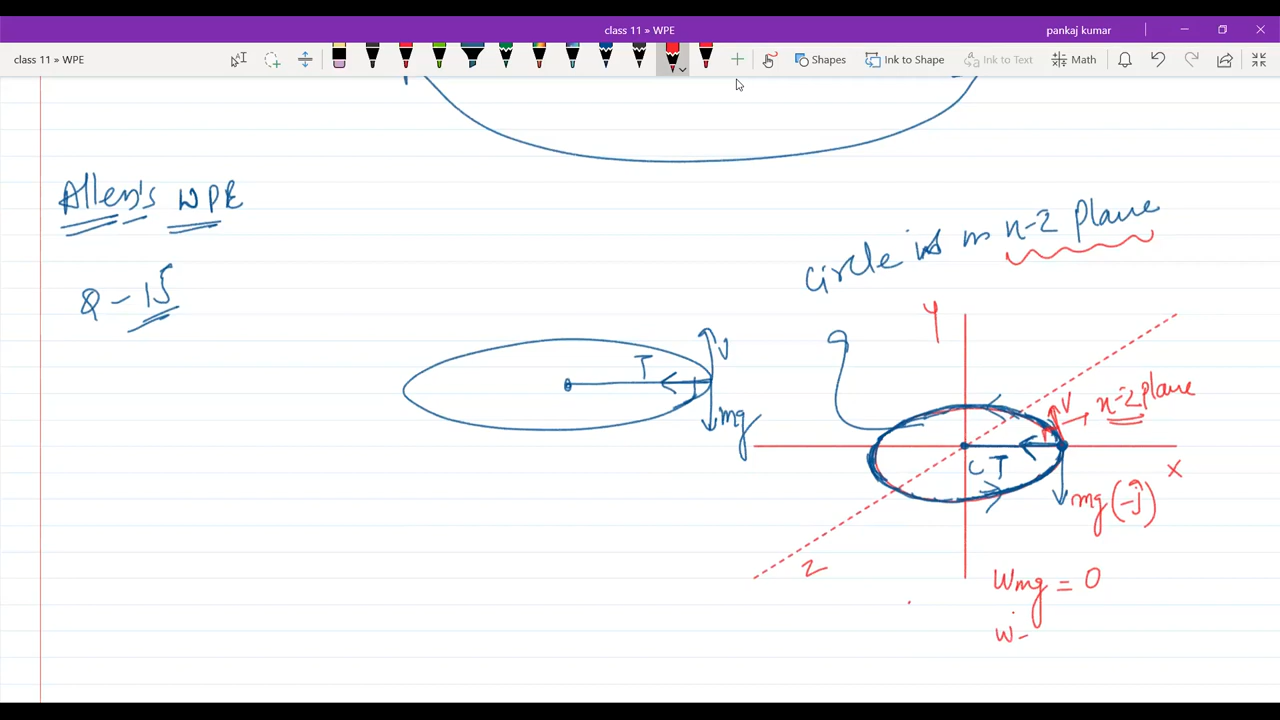 class 11 » WPE
pankaj kumar
class 11 » WPE
Shapes
Ink to Shape
Ink to Text
Math
Allen's WPE
Q - 15
Circle is in x-z plane
Y
T
V
mg
V
x-z plane
C T
X
mg(-ĵ)
Z
Wmg = 0
W-